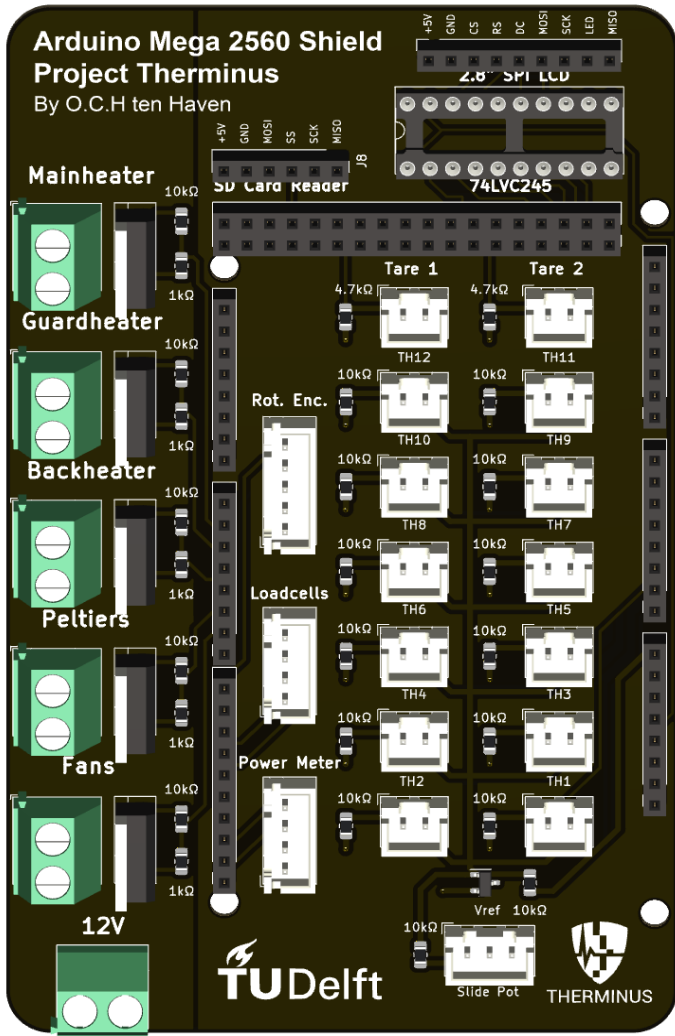 Arduino Mega 2560 Shield
Project Therminus
By O.C.H ten Haven
+5V GND CS RS DC MOSI SCK LED MISO
2.8" SPI LCD
74LVC245
+5V GND MOSI SS SCK MISO
J8
SD Card Reader
Mainheater
10kΩ
1kΩ
Guardheater
10kΩ
1kΩ
Backheater
10kΩ
1kΩ
Peltiers
10kΩ
1kΩ
Fans
10kΩ
1kΩ
12V
Rot. Enc.
Loadcells
Power Meter
Tare 1 Tare 2
4.7kΩ 4.7kΩ
TH12 TH11
10kΩ 10kΩ
TH10 TH9
10kΩ 10kΩ
TH8 TH7
10kΩ 10kΩ
TH6 TH5
10kΩ 10kΩ
TH4 TH3
10kΩ 10kΩ
TH2 TH1
10kΩ 10kΩ
Vref 10kΩ
10kΩ
Slide Pot
TUDelft
THERMINUS